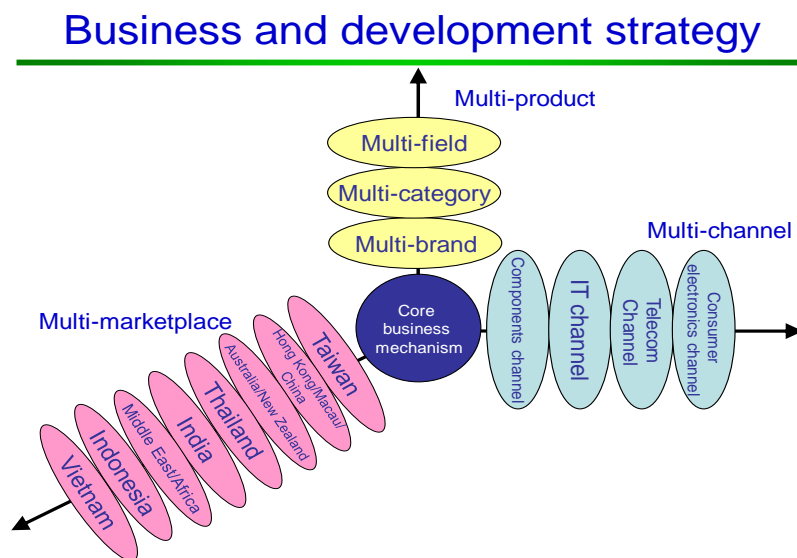 Business and development strategy
Multi-product
Multi-field
Multi-category
Multi-brand
Multi-channel
Components channel
IT channel
Telecom
Channel
Consumer
electronics channel
Core
business
mechanism
Multi-marketplace
Taiwan
Hong Kong/Macau/
China
Australia/New Zealand
Thailand
India
Middle East/Africa
Indonesia
Vietnam